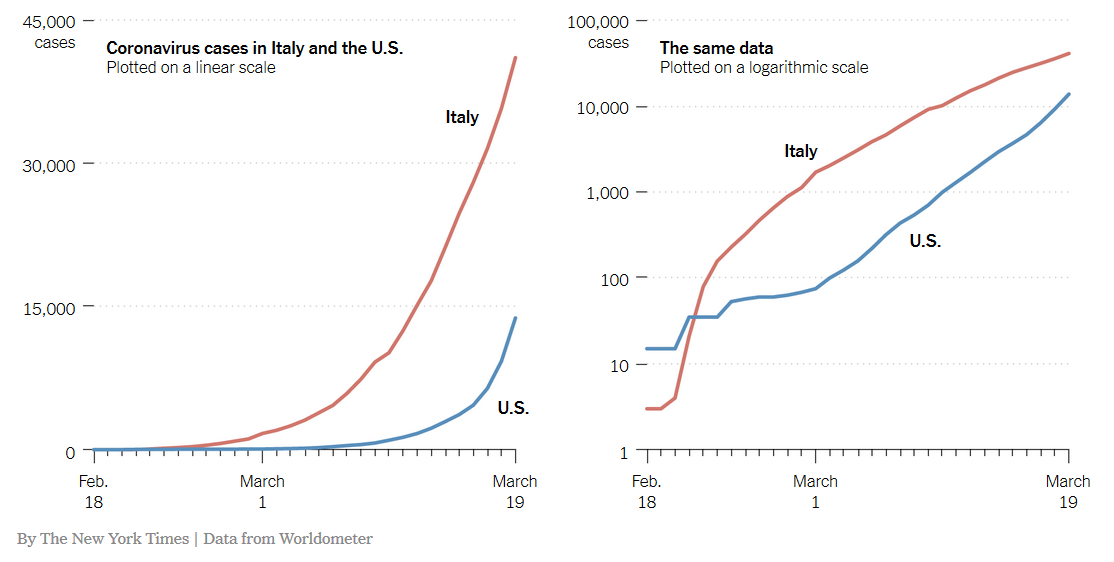 45,000
cases
Coronavirus cases in Italy and the U.S.
Plotted on a linear scale
Italy
30,000
15,000
U.S.
0
Feb.
18
March
1
March
19
100,000
cases
The same data
Plotted on a logarithmic scale
10,000
Italy
1,000
U.S.
100
10
1
Feb.
18
March
1
March
19
By The New York Times | Data from Worldometer